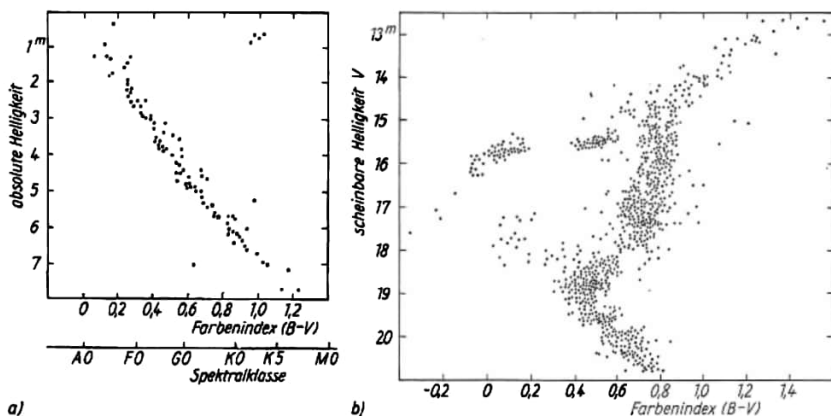 a)
absolute Helligkeit
1ᵐ
2
3
4
5
6
7
0 0,2 0,4 0,6 0,8 1,0 1,2
Farbenindex (B-V)
A0 F0 G0 K0 K5 M0
Spektralklasse
a)
scheinbare Helligkeit V
13ᵐ
14
15
16
17
18
19
20
-0,2 0 0,2 0,4 0,6 0,8 1,0 1,2 1,4
Farbenindex (B-V)
b)